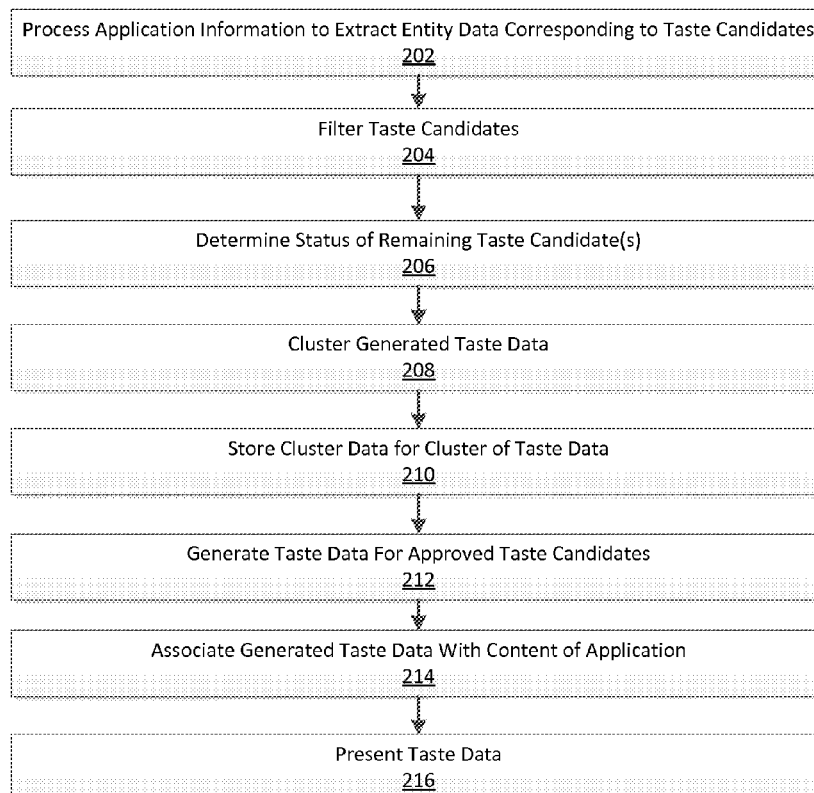 Process Application Information to Extract Entity Data Corresponding to Taste Candidates
202
Filter Taste Candidates
204
Determine Status of Remaining Taste Candidate(s)
206
Cluster Generated Taste Data
208
Store Cluster Data for Cluster of Taste Data
210
Generate Taste Data For Approved Taste Candidates
212
Associate Generated Taste Data With Content of Application
214
Present Taste Data
216